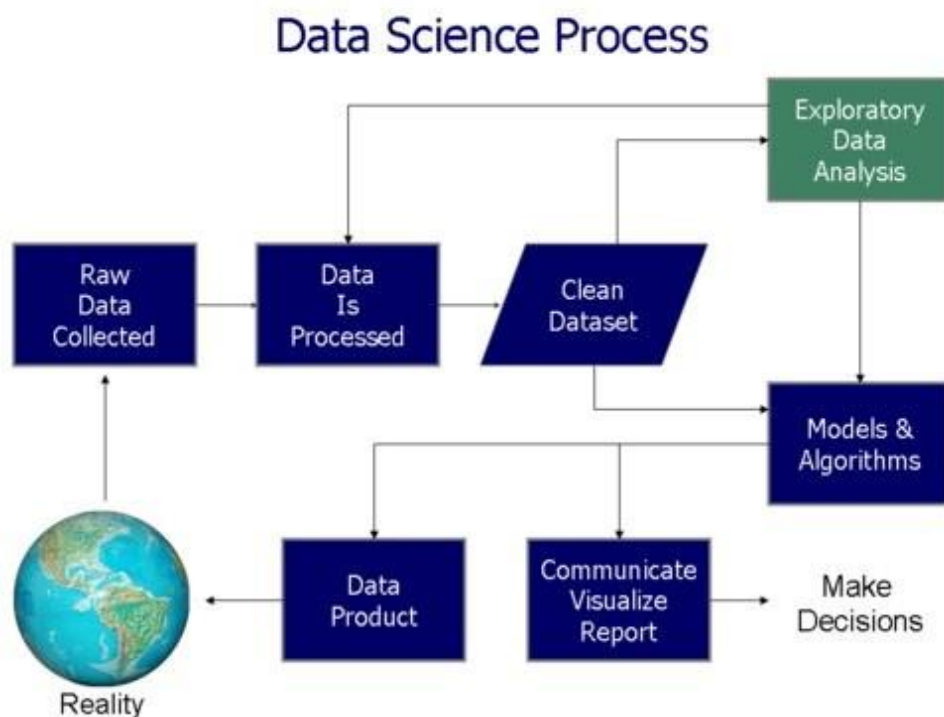 Data Science Process
Exploratory
Data
Analysis
Raw
Data
Collected
Data
Is
Processed
Clean
Dataset
Models &
Algorithms
Data
Product
Communicate
Visualize
Report
Make
Decisions
Reality